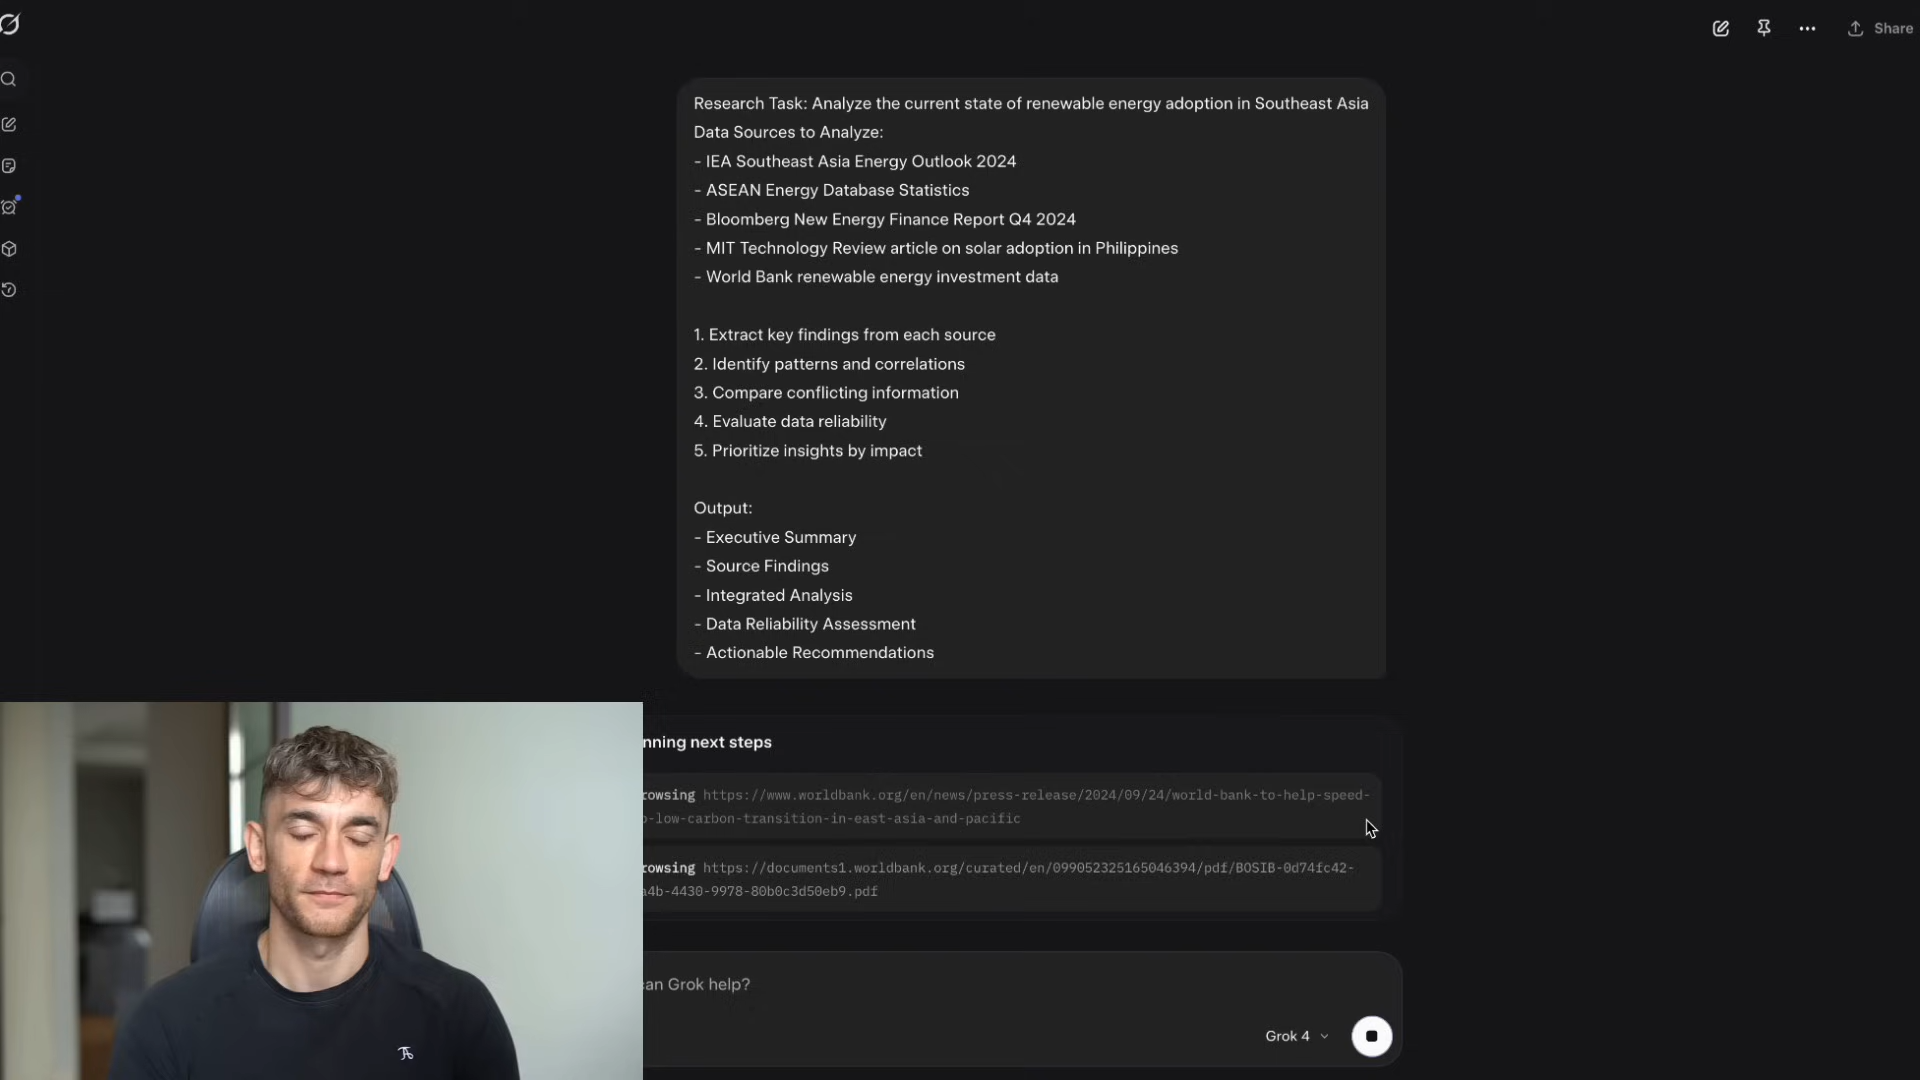 Share
Research Task: Analyze the current state of renewable energy adoption in Southeast Asia
Data Sources to Analyze:
- IEA Southeast Asia Energy Outlook 2024
- ASEAN Energy Database Statistics
- Bloomberg New Energy Finance Report Q4 2024
- MIT Technology Review article on solar adoption in Philippines
- World Bank renewable energy investment data
1. Extract key findings from each source
2. Identify patterns and correlations
3. Compare conflicting information
4. Evaluate data reliability
5. Prioritize insights by impact
Output:
- Executive Summary
- Source Findings
- Integrated Analysis
- Data Reliability Assessment
- Actionable Recommendations
nning next steps
rowsing https://www.worldbank.org/en/news/press-release/2024/09/24/world-bank-to-help-speed-
o-low-carbon-transition-in-east-asia-and-pacific
rowsing https://documents1.worldbank.org/curated/en/099052325165046394/pdf/BOSIB-0d74fc42-
a4b-4430-9978-80b0c3d50eb9.pdf
can Grok help?
Grok 4